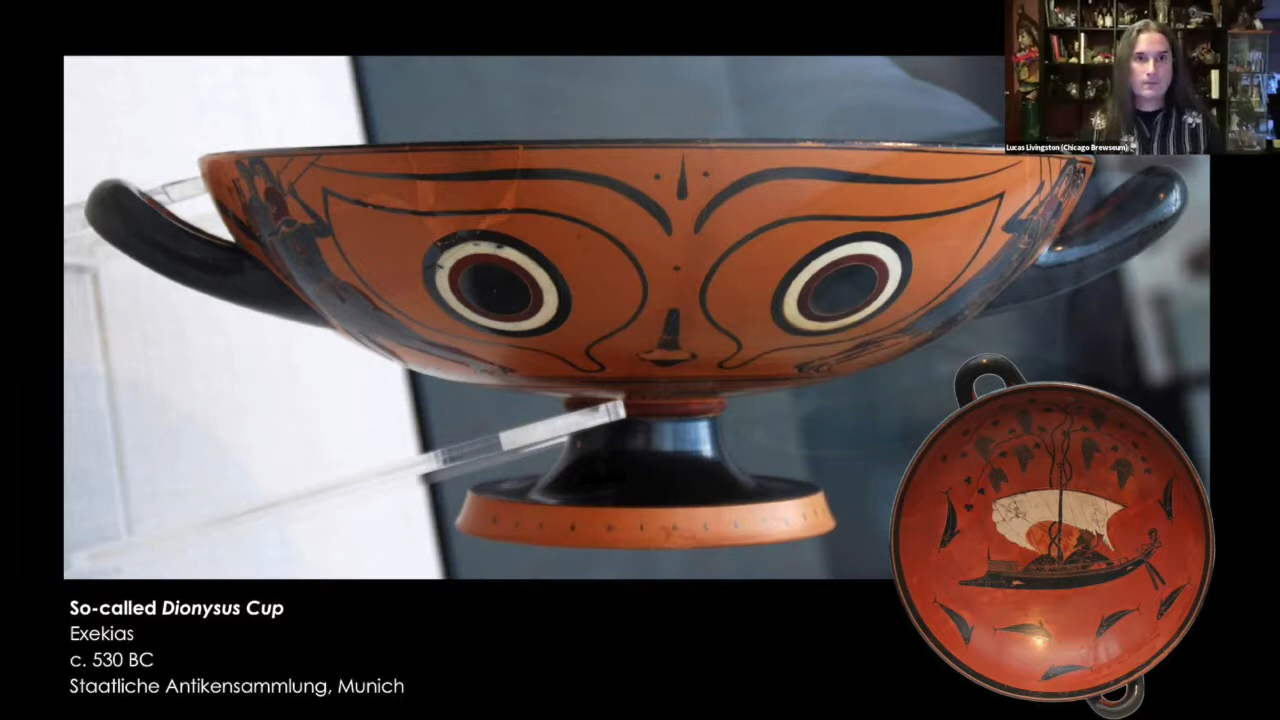 Lucas Livingston (Chicago Brewseum)
So-called Dionysus Cup
Exekias
c. 530 BC
Staatliche Antikensammlung, Munich